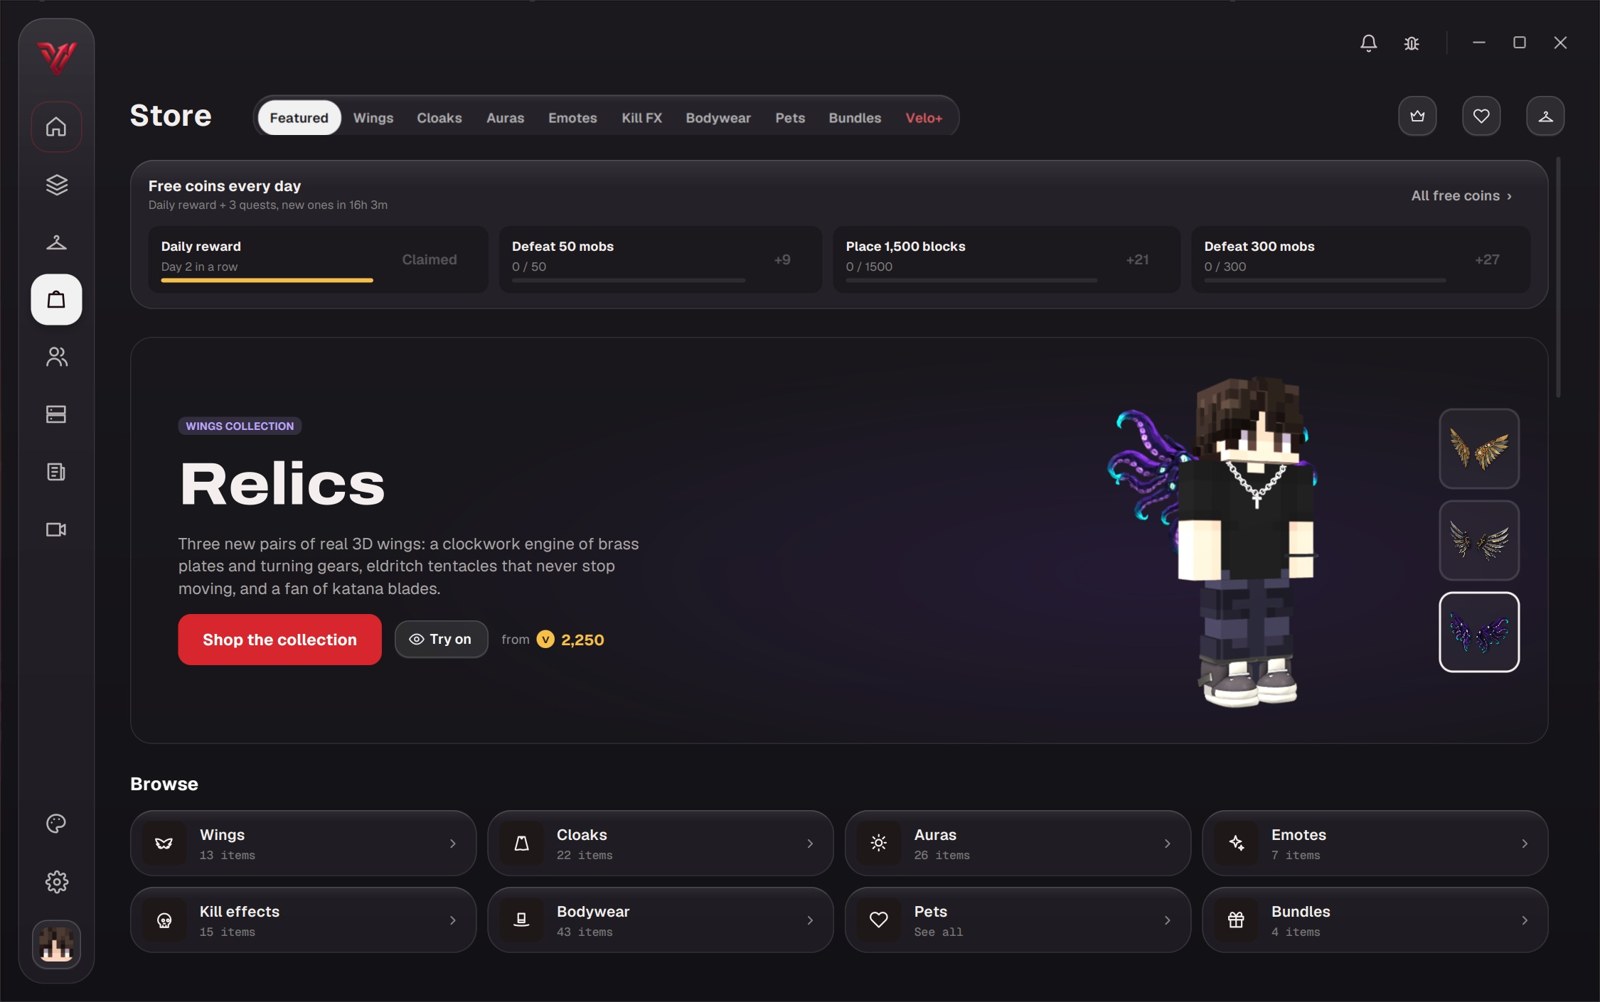 Store
Featured
Wings
Cloaks
Auras
Emotes
Kill FX
Bodywear
Pets
Bundles
Velo+
Free coins every day
Daily reward + 3 quests, new ones in 16h 3m
All free coins
Daily reward
Day 2 in a row
Claimed
Defeat 50 mobs
0 / 50
+9
Place 1,500 blocks
0 / 1500
+21
Defeat 300 mobs
0 / 300
+27
WINGS COLLECTION
Relics
Three new pairs of real 3D wings: a clockwork engine of brass
plates and turning gears, eldritch tentacles that never stop
moving, and a fan of katana blades.
Shop the collection
Try on
from V 2,250
Browse
Wings
13 items
Cloaks
22 items
Auras
26 items
Emotes
7 items
Kill effects
15 items
Bodywear
43 items
Pets
See all
Bundles
4 items